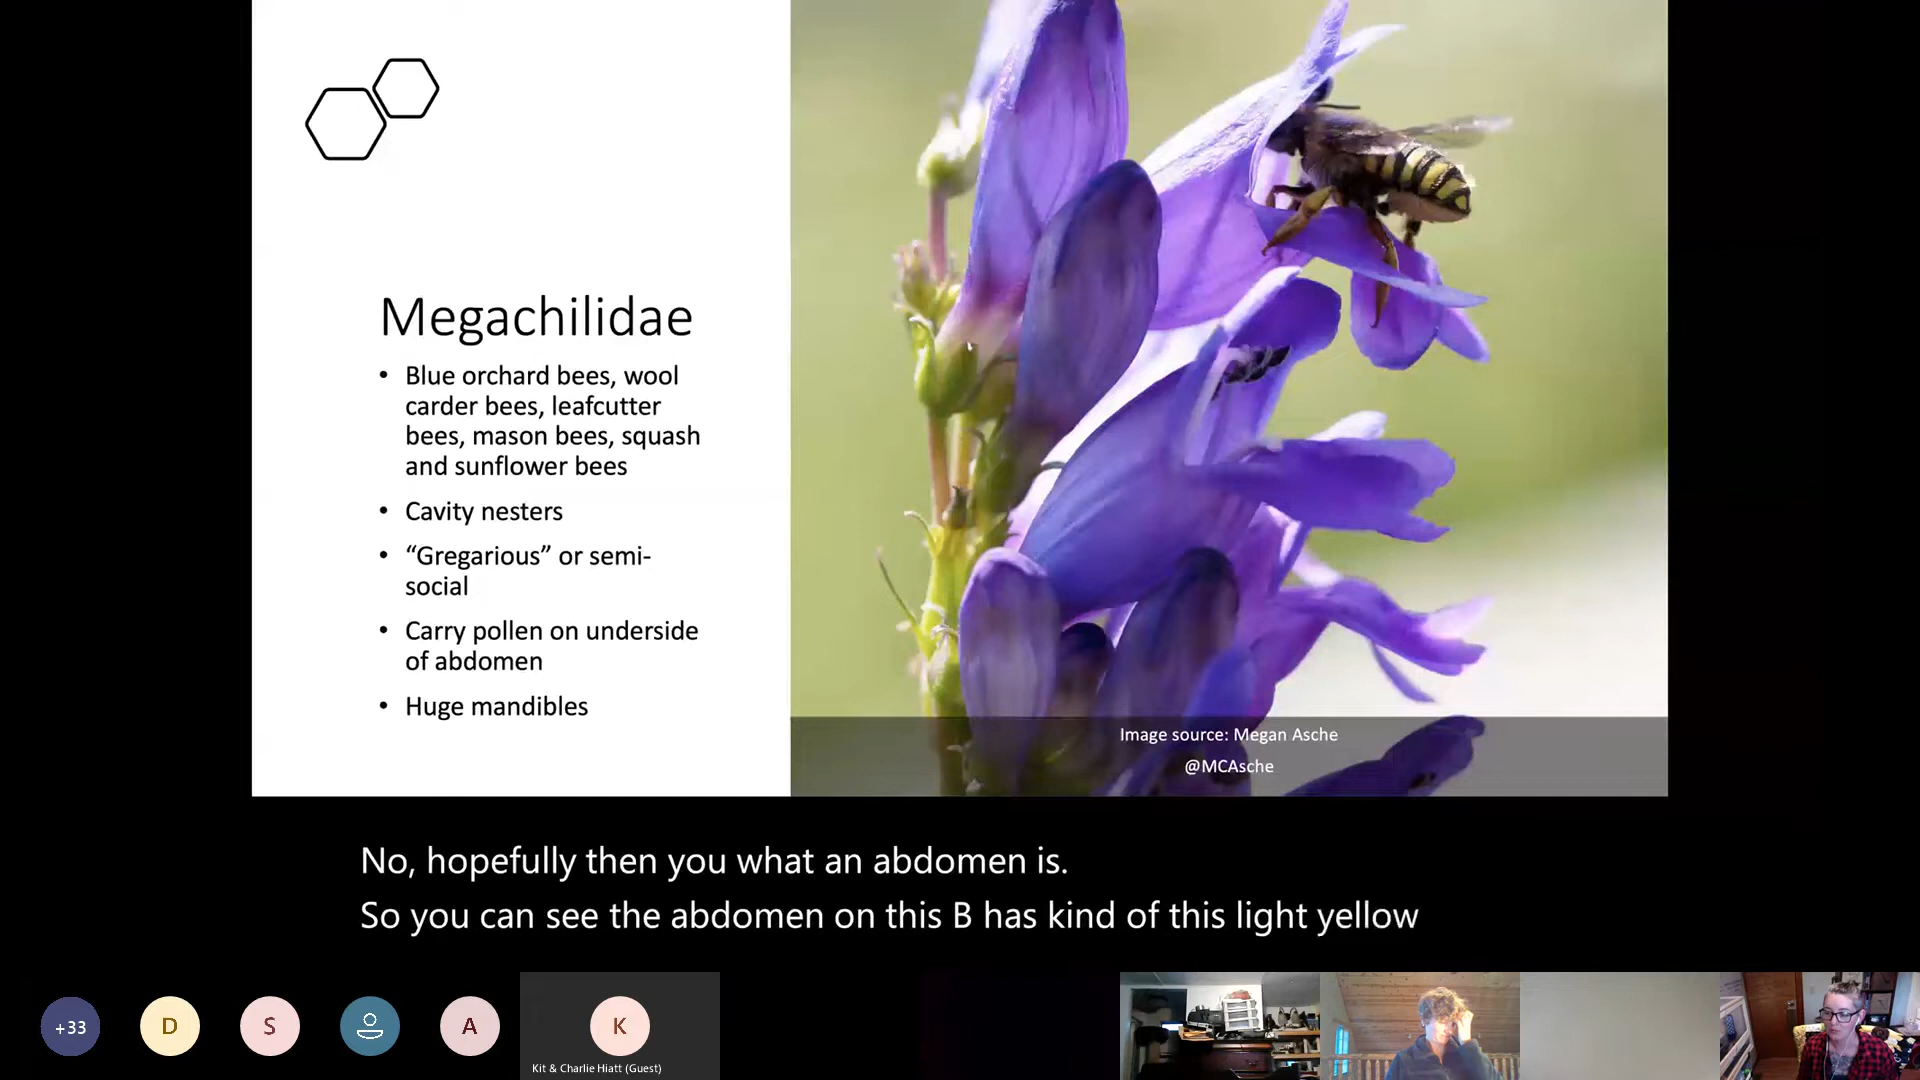 Megachilidae
• Blue orchard bees, wool
carder bees, leafcutter
bees, mason bees, squash
and sunflower bees
• Cavity nesters
• “Gregarious” or semi-
social
• Carry pollen on underside
of abdomen
• Huge mandibles
Image source: Megan Asche
@MCAsche
No, hopefully then you what an abdomen is.
So you can see the abdomen on this B has kind of this light yellow
+33
D
S
A
K
Kit & Charlie Hiatt (Guest)